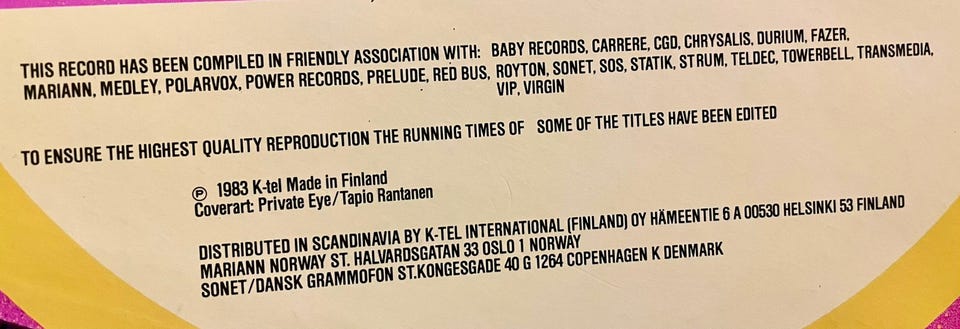 THIS RECORD HAS BEEN COMPILED IN FRIENDLY ASSOCIATION WITH: BABY RECORDS, CARRERE, CGD, CHRYSALIS, DURIUM, FAZER,
MARIANN, MEDLEY, POLARVOX, POWER RECORDS, PRELUDE, RED BUS, ROYTON, SONET, SOS, STATIK, STRUM, TELDEC, TOWERBELL, TRANSMEDIA,
VIP, VIRGIN
TO ENSURE THE HIGHEST QUALITY REPRODUCTION THE RUNNING TIMES OF SOME OF THE TITLES HAVE BEEN EDITED
℗ 1983 K-tel Made in Finland
Coverart: Private Eye/Tapio Rantanen
DISTRIBUTED IN SCANDINAVIA BY K-TEL INTERNATIONAL (FINLAND) OY HÄMEENTIE 6 A 00530 HELSINKI 53 FINLAND
MARIANN NORWAY ST. HALVARDSGATAN 33 OSLO 1 NORWAY
SONET/DANSK GRAMMOFON ST.KONGESGADE 40 G 1264 COPENHAGEN K DENMARK